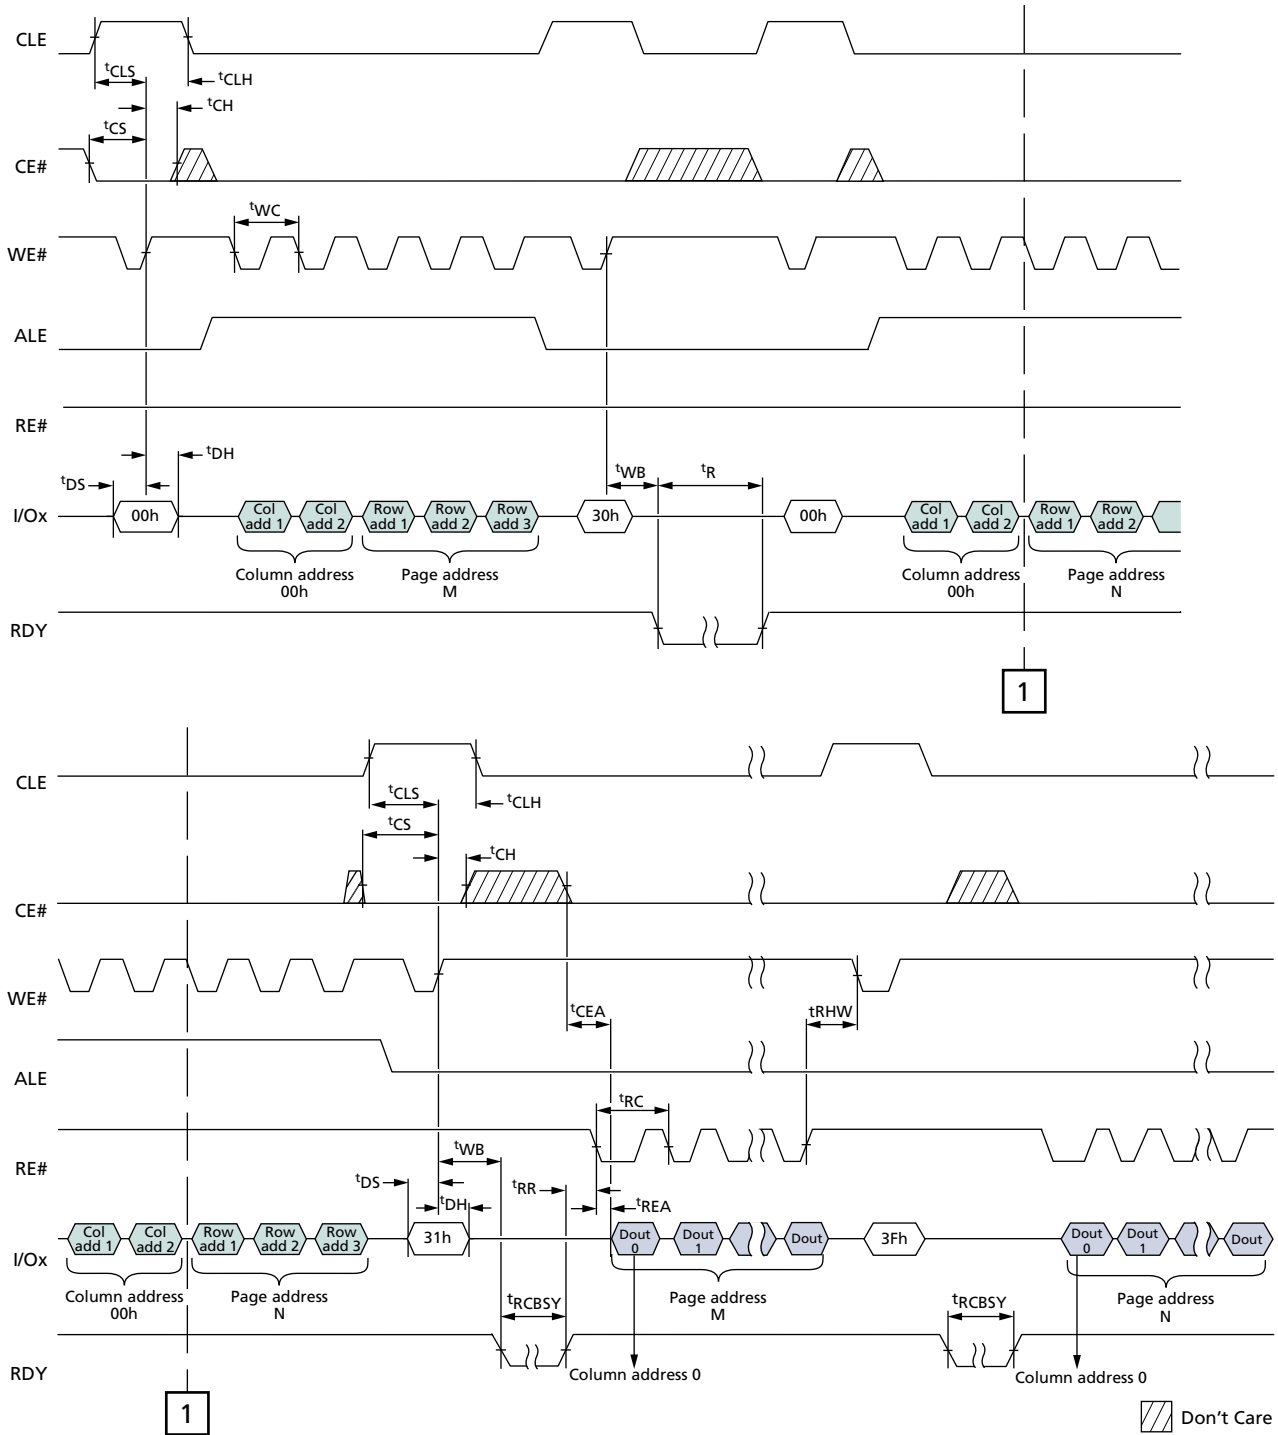 CLE
tCLS
tCLH
tCH
tCS
CE#
tWC
WE#
ALE
RE#
tDH
tDS
tWB
tR
I/Ox
00h
Col add 1
Col add 2
Row add 1
Row add 2
Row add 3
30h
00h
Col add 1
Col add 2
Row add 1
Row add 2
Column address
00h
Page address
M
Column address
00h
Page address
N
RDY
1
CLE
tCLS
tCLH
tCS
tCH
CE#
WE#
tCEA
tRHW
ALE
tRC
RE#
tWB
tDS
tRR
tDH
tREA
I/Ox
Col add 1
Col add 2
Row add 1
Row add 2
Row add 3
31h
Dout 0
Dout 1
Dout
3Fh
Dout 0
Dout 1
Dout
Column address
00h
Page address
N
tRCBSY
Page address
M
tRCBSY
Page address
N
RDY
Column address 0
Column address 0
1
Don't Care